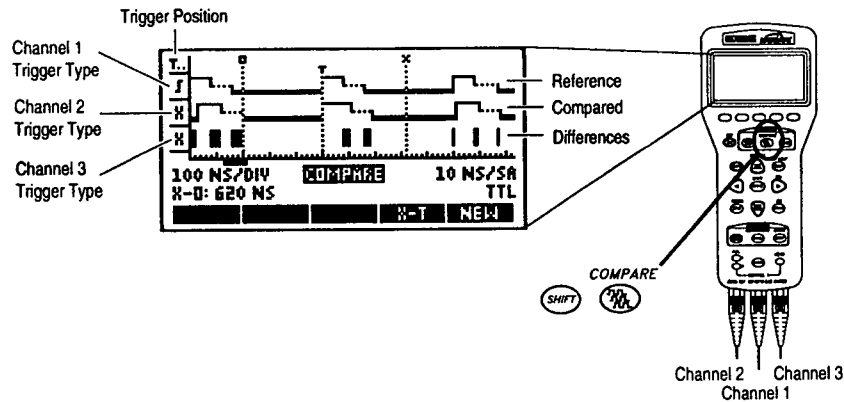 Trigger Position
Channel 1
Trigger Type
Channel 2
Trigger Type
Channel 3
Trigger Type
T..
T
X
X
X
Reference
Compared
Differences
100 NS/DIV COMPARE 10 NS/SA
X-O: 620 NS TTL
X-T NEW
COMPARE
SHIFT
Channel 2
Channel 3
Channel 1